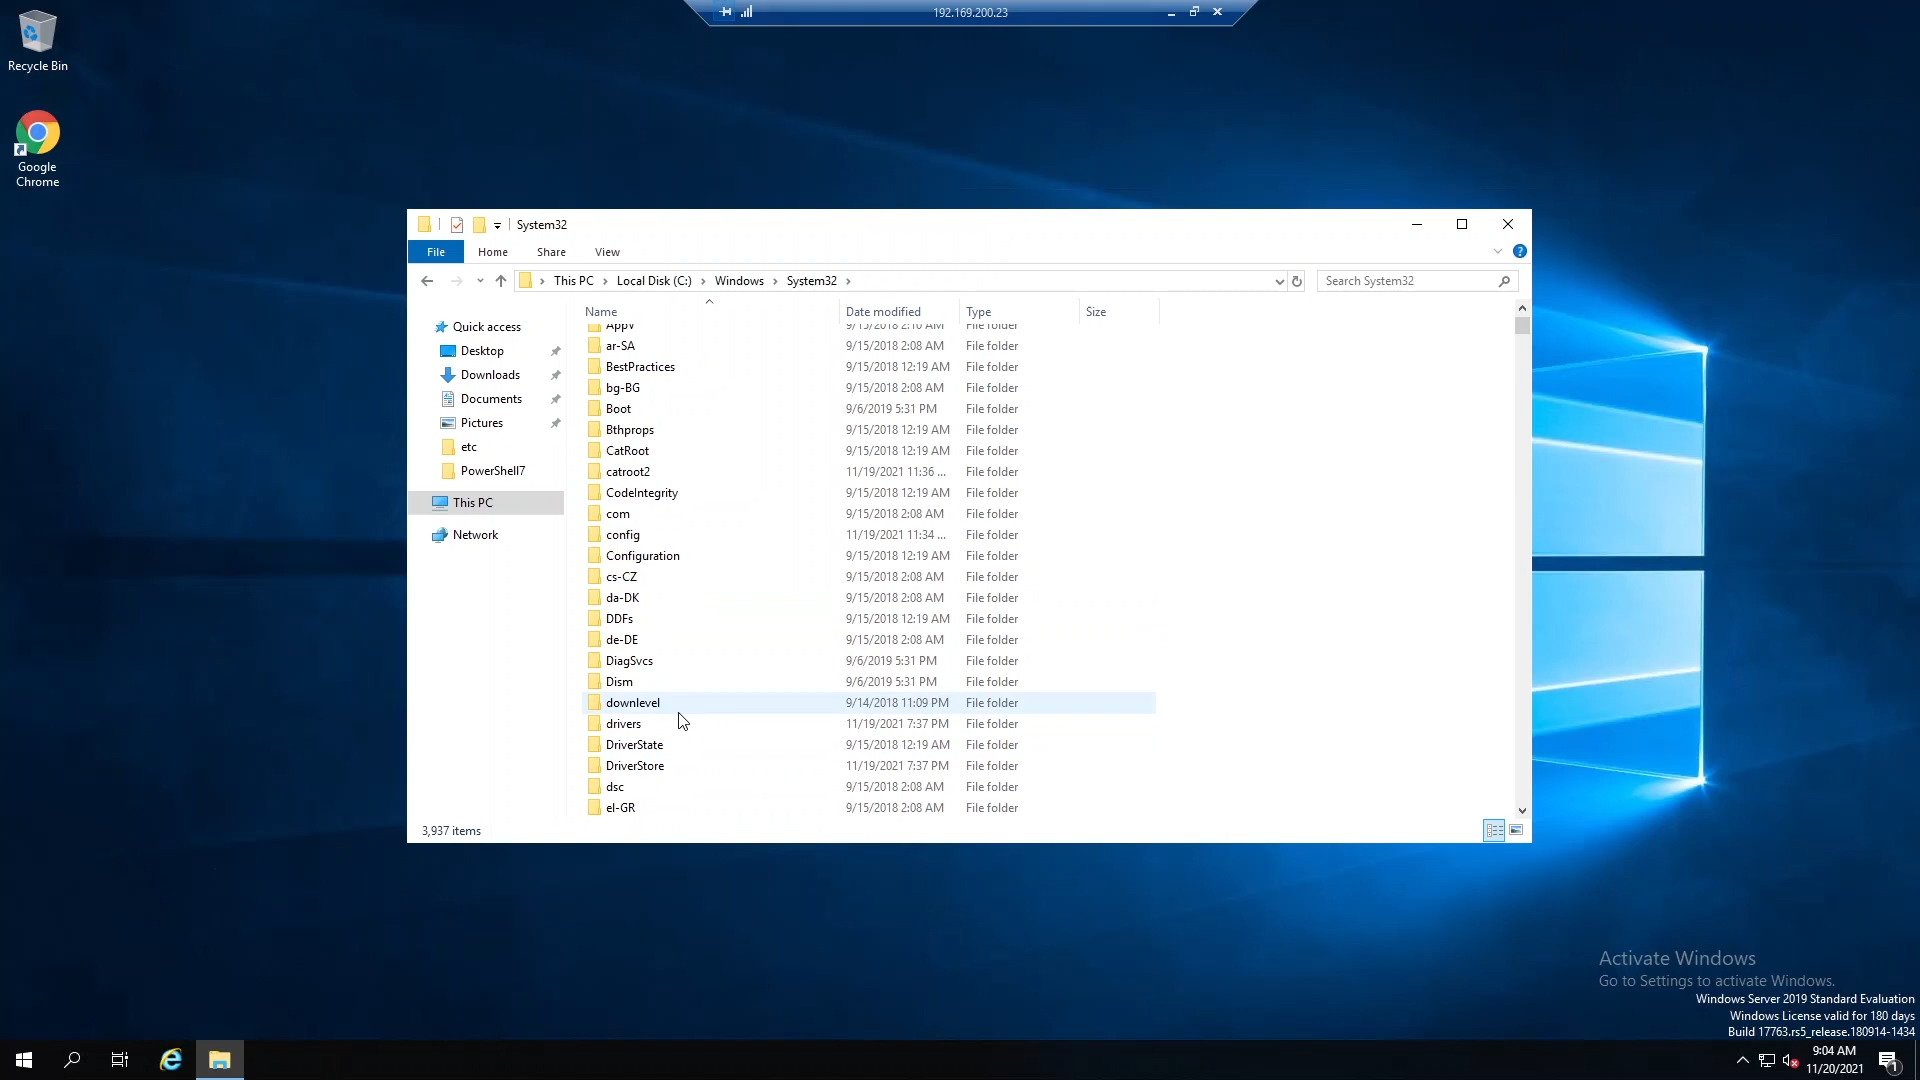 192.169.200.23
Recycle Bin
Google
Chrome
System32
File Home Share View
This PC Local Disk (C:) Windows System32
Search System32
Name Date modified Type Size
Quick access
Desktop
Downloads
Documents
Pictures
etc
PowerShell7
This PC
Network
AppV 9/15/2018 2:10 AM File folder
ar-SA 9/15/2018 2:08 AM File folder
BestPractices 9/15/2018 12:19 AM File folder
bg-BG 9/15/2018 2:08 AM File folder
Boot 9/6/2019 5:31 PM File folder
Bthprops 9/15/2018 12:19 AM File folder
CatRoot 9/15/2018 12:19 AM File folder
catroot2 11/19/2021 11:36 ... File folder
CodeIntegrity 9/15/2018 12:19 AM File folder
com 9/15/2018 2:08 AM File folder
config 11/19/2021 11:34 ... File folder
Configuration 9/15/2018 12:19 AM File folder
cs-CZ 9/15/2018 2:08 AM File folder
da-DK 9/15/2018 2:08 AM File folder
DDFs 9/15/2018 12:19 AM File folder
de-DE 9/15/2018 2:08 AM File folder
DiagSvcs 9/6/2019 5:31 PM File folder
Dism 9/6/2019 5:31 PM File folder
downlevel 9/14/2018 11:09 PM File folder
drivers 11/19/2021 7:37 PM File folder
DriverState 9/15/2018 12:19 AM File folder
DriverStore 11/19/2021 7:37 PM File folder
dsc 9/15/2018 2:08 AM File folder
el-GR 9/15/2018 2:08 AM File folder
3,937 items
Activate Windows
Go to Settings to activate Windows.
Windows Server 2019 Standard Evaluation
Windows License valid for 180 days
Build 17763.rs5_release.180914-1434
9:04 AM
11/20/2021
1